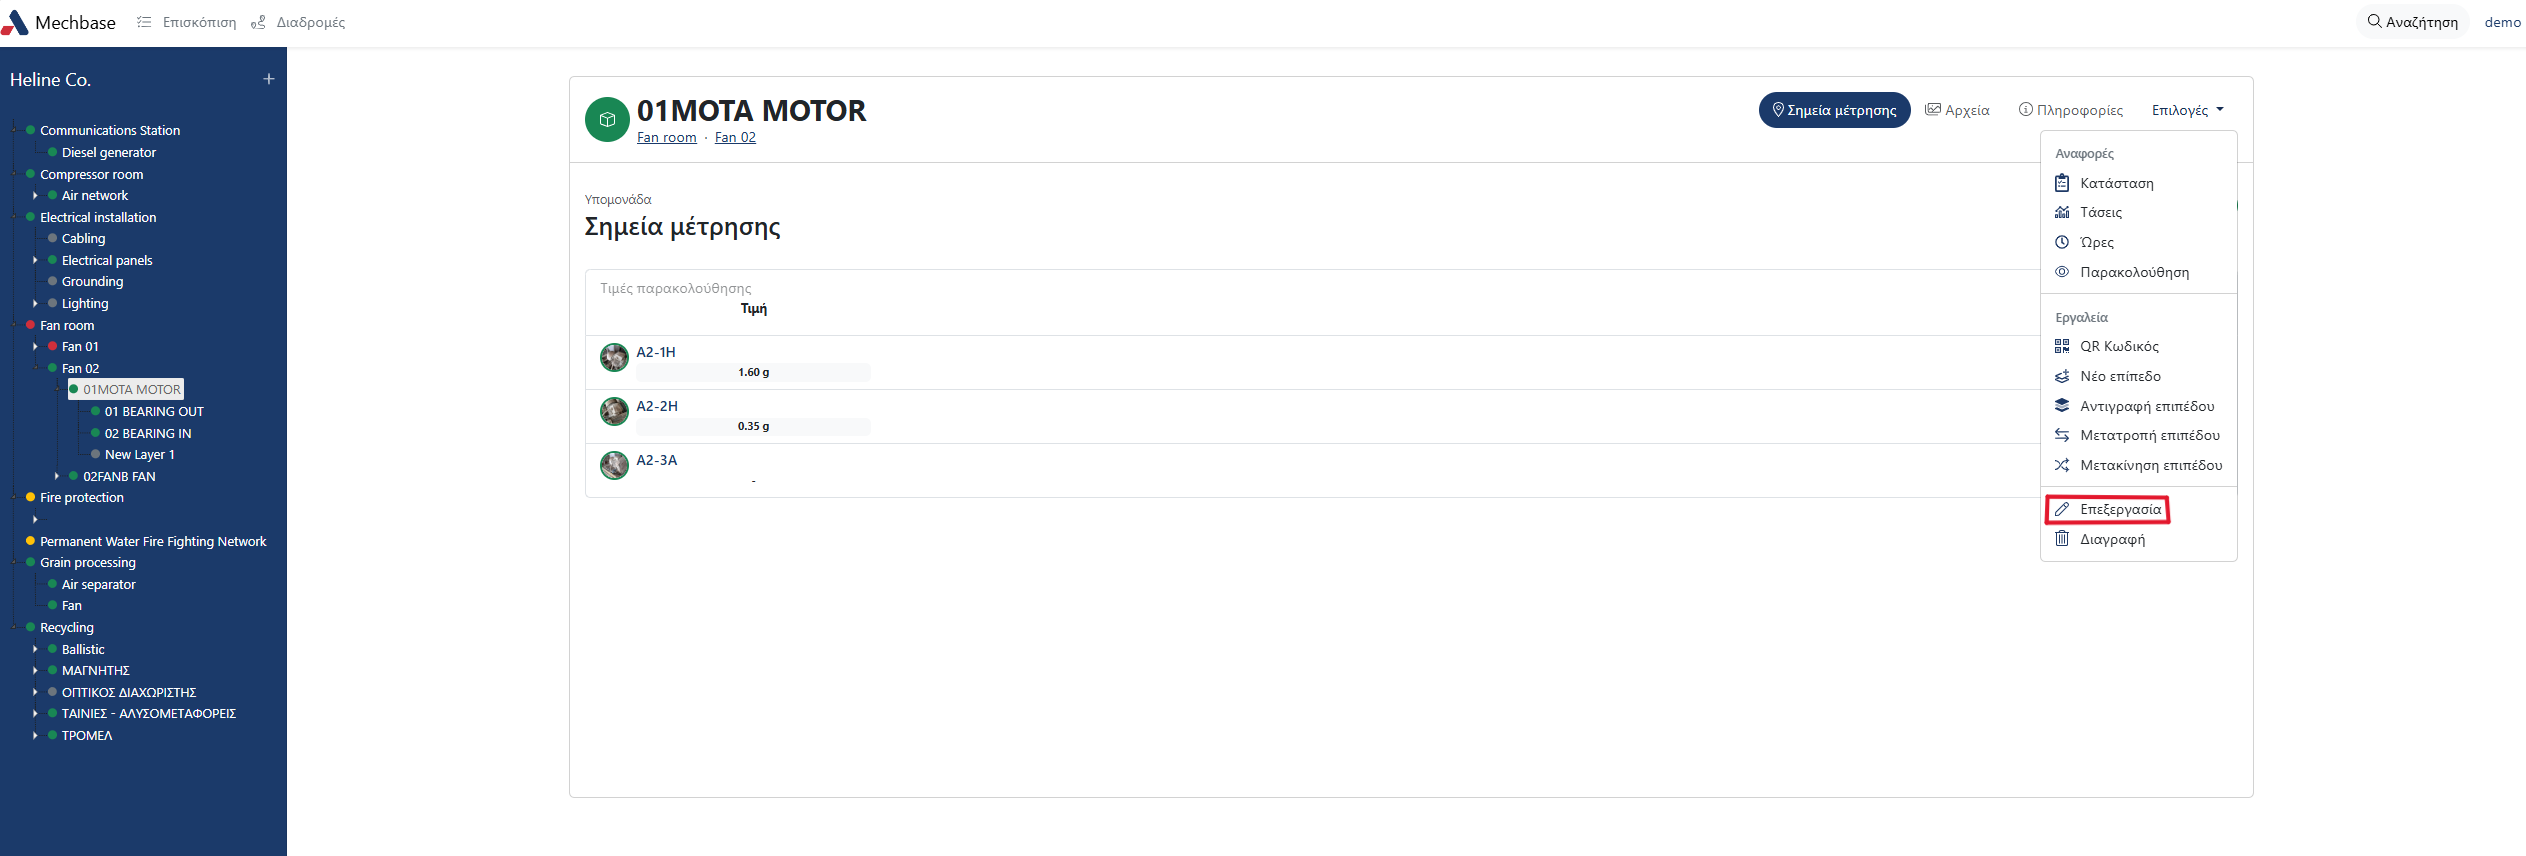 Mechbase Επισκόπιση Διαδρομές Αναζήτηση demo
Heline Co.
Communications Station
Diesel generator
Compressor room
Air network
Electrical installation
Cabling
Electrical panels
Grounding
Lighting
Fan room
Fan 01
Fan 02
01MOTA MOTOR
01 BEARING OUT
02 BEARING IN
New Layer 1
02FANB FAN
Fire protection
Permanent Water Fire Fighting Network
Grain processing
Air separator
Fan
Recycling
Ballistic
ΜΑΓΝΗΤΗΣ
ΟΠΤΙΚΟΣ ΔΙΑΧΩΡΙΣΤΗΣ
ΤΑΙΝΙΕΣ - ΑΛΥΣΟΜΕΤΑΦΟΡΕΙΣ
ΤΡΟΜΕΛ
01MOTA MOTOR
Fan room · Fan 02
Σημεία μέτρησης Αρχεία Πληροφορίες Επιλογές
Υπομονάδα
Σημεία μέτρησης
Τιμές παρακολούθησης
Τιμή
A2-1H
1.60 g
A2-2H
0.35 g
A2-3A
-
Αναφορές
Κατάσταση
Τάσεις
Ώρες
Παρακολούθηση
Εργαλεία
QR Κωδικός
Νέο επίπεδο
Αντιγραφή επιπέδου
Μετατροπή επιπέδου
Μετακίνηση επιπέδου
Επεξεργασία
Διαγραφή